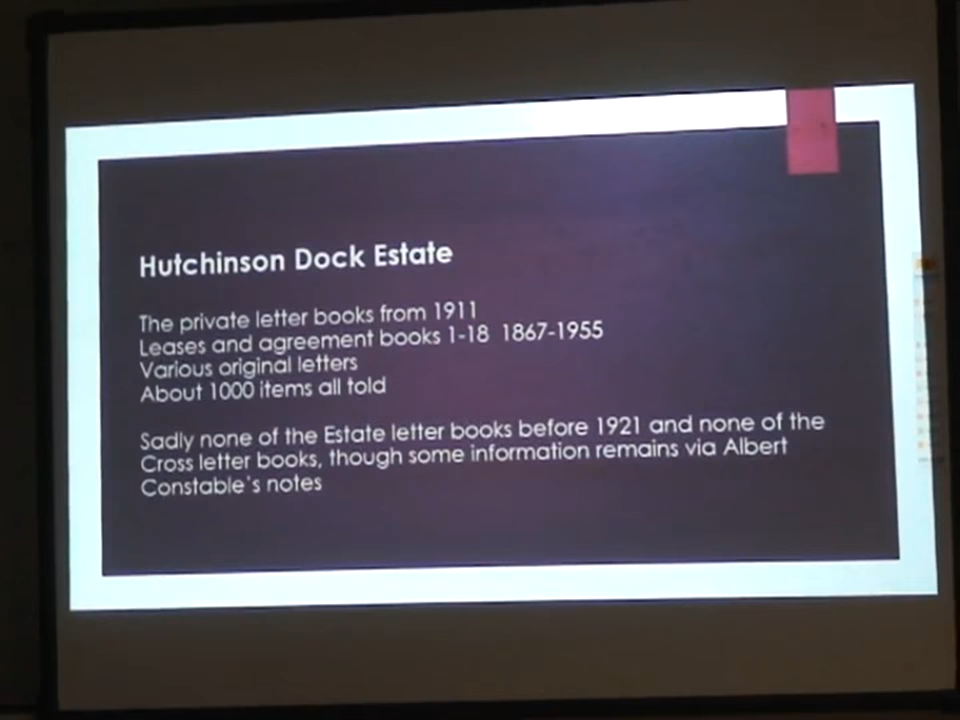 Hutchinson Dock Estate
The private letter books from 1911
Leases and agreement books 1-18 1867-1955
Various original letters
About 1000 items all told
Sadly none of the Estate letter books before 1921 and none of the
Cross letter books, though some information remains via Albert
Constable's notes